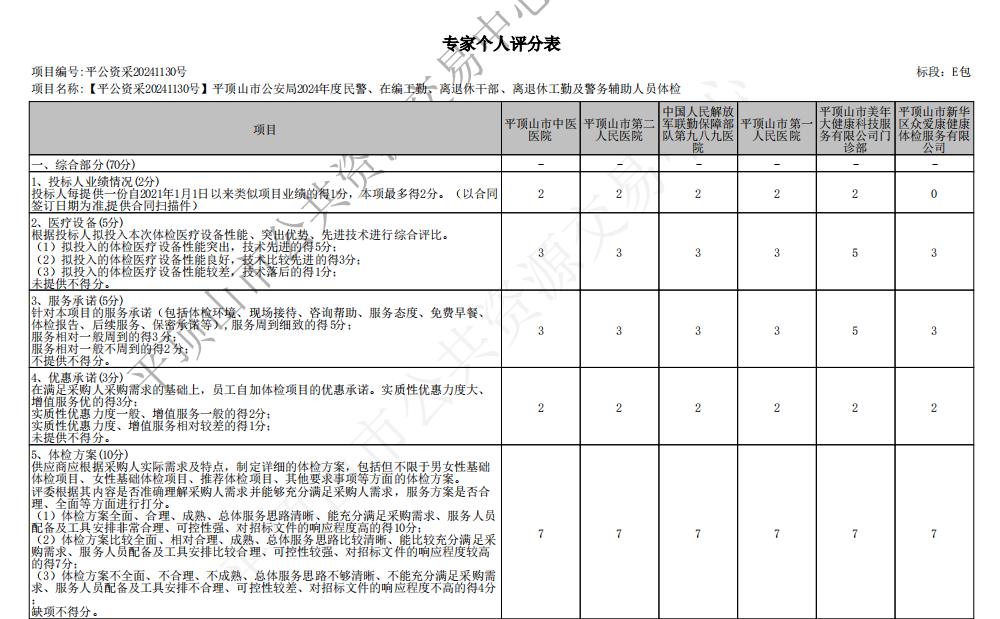 专家个人评分表
项目编号:平公资采20241130号
标段：E包
项目名称:【平公资采20241130号】平顶山市公安局2024年度民警、在编工勤、离退休干部、离退休工勤及警务辅助人员体检
项目
平顶山市中医
医院
平顶山市第二
人民医院
中国人民解放
军联勤保障部
队第九八九医
院
平顶山市第一
人民医院
平顶山市美年
大健康科技服
务有限公司门
诊部
平顶山市新华
区众爱康健康
体检服务有限
公司
一、综合部分(70分)
－ － － － － －
1、投标人业绩情况(2分)
投标人每提供一份自2021年1月1日以来类似项目业绩的得1分，本项最多得2分。（以合同
签订日期为准,提供合同扫描件）
2 2 2 2 2 0
2、医疗设备(5分)
根据投标人拟投入本次体检医疗设备性能、突出优势、先进技术进行综合评比。
（1）拟投入的体检医疗设备性能突出，技术先进的得5分；
（2）拟投入的体检医疗设备性能良好，技术比较先进的得3分；
（3）拟投入的体检医疗设备性能较差，技术落后的得1分；
未提供不得分。
3 3 3 3 5 3
3、服务承诺(5分)
针对本项目的服务承诺（包括体检环境、现场接待、咨询帮助、服务态度、免费早餐、
体检报告、后续服务、保密承诺等）,服务周到细致的得5分；
服务相对一般周到的得3分；
服务相对一般不周到的得2分；
不提供不得分。
3 3 3 3 5 3
4、优惠承诺(3分)
在满足采购人采购需求的基础上，员工自加体检项目的优惠承诺。实质性优惠力度大、
增值服务优的得3分；
实质性优惠力度一般、增值服务一般的得2分；
实质性优惠力度、增值服务相对较差的得1分；
未提供不得分。
2 2 2 2 2 2
5、体检方案(10分)
供应商应根据采购人实际需求及特点，制定详细的体检方案，包括但不限于男女性基础
体检项目、女性基础体检项目、推荐体检项目、其他要求事项等方面的体检方案。
评委根据其内容是否准确理解采购人需求并能够充分满足采购人需求，服务方案是否合
理、全面等方面进行打分。
（1）体检方案全面、合理、成熟、总体服务思路清晰、能充分满足采购需求、服务人员
配备及工具安排非常合理、可控性强、对招标文件的响应程度高的得10分；
（2）体检方案比较全面、相对合理、成熟、总体服务思路比较清晰、能比较充分满足采
购需求、服务人员配备及工具安排比较合理、可控性较强、对招标文件的响应程度较高
的得7分；
（3）体检方案不全面、不合理、不成熟、总体服务思路不够清晰、不能充分满足采购需
求、服务人员配备及工具安排不合理、可控性较差、对招标文件的响应程度不高的得4分
；
缺项不得分。
7 7 7 7 7 7
平顶山市公共资源交易中心
市公共资源交易中心